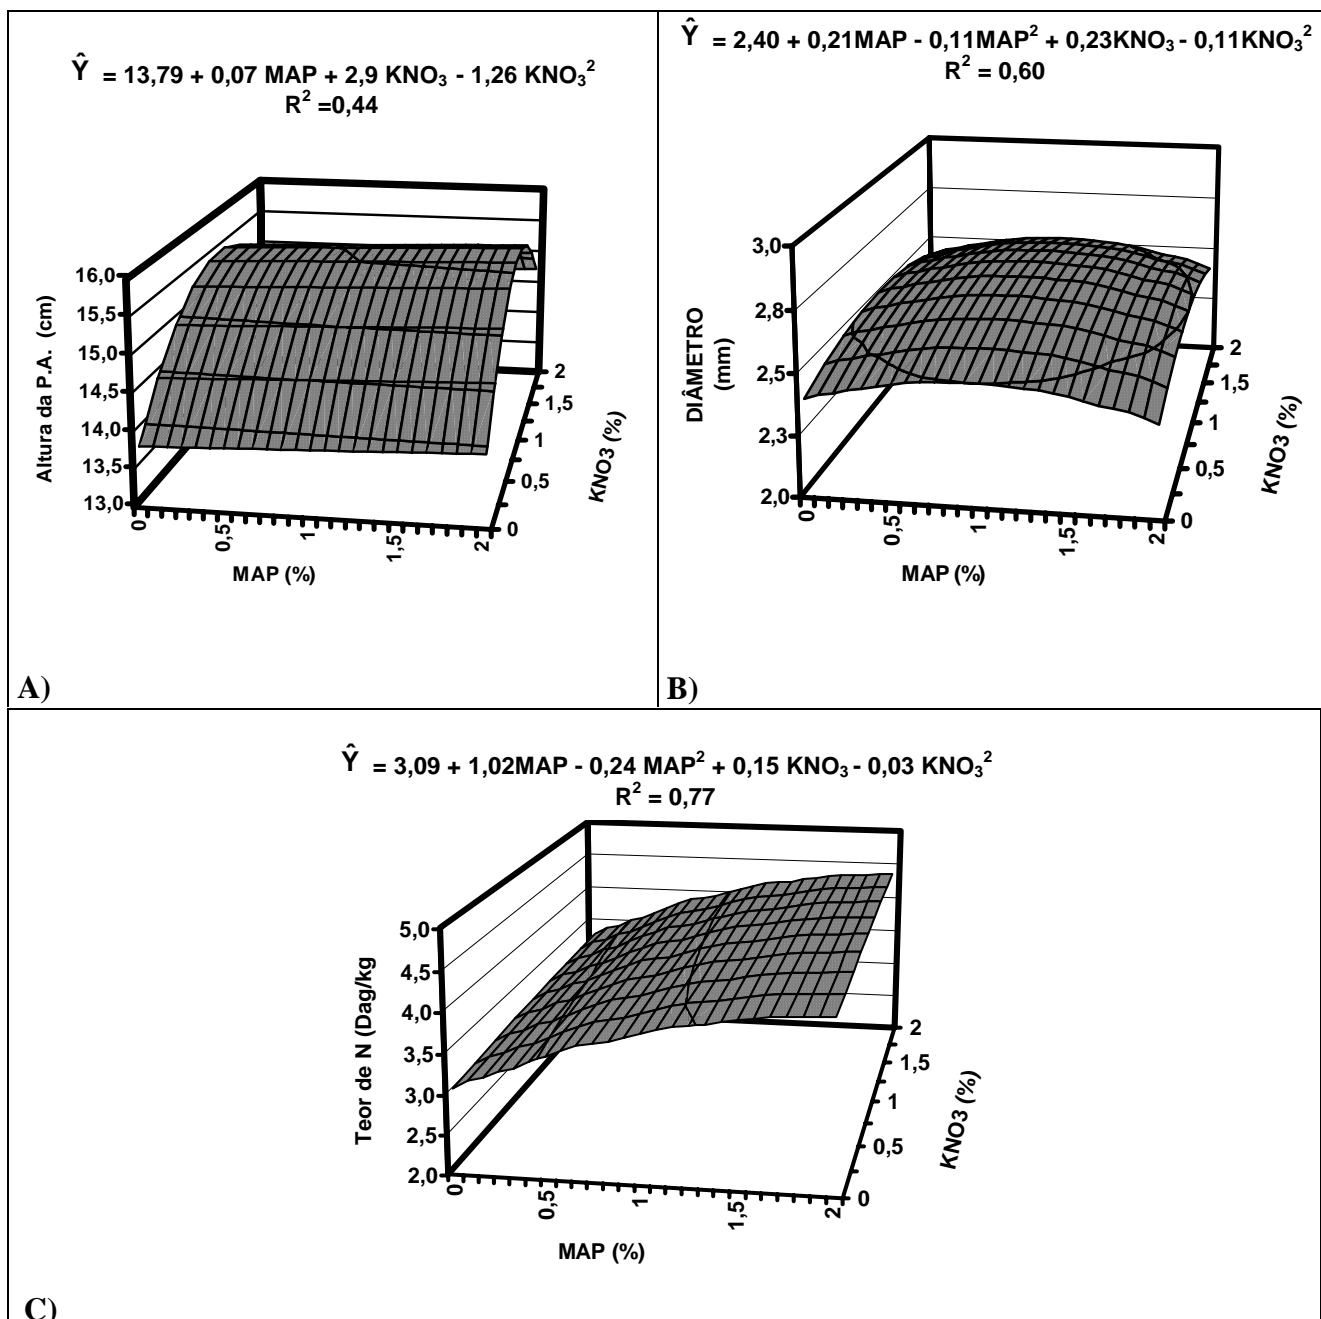 Ŷ = 13,79 + 0,07 MAP + 2,9 KNO₃ - 1,26 KNO₃²
R² =0,44
16,0
15,5
15,0
14,5
14,0
13,5
13,0
Altura da P.A. (cm)
0
0,5
1
1,5
2
MAP (%)
2
1,5
1
0,5
0
KNO3 (%)
A)
Ŷ = 2,40 + 0,21MAP - 0,11MAP² + 0,23KNO₃ - 0,11KNO₃²
R² = 0,60
3,0
2,8
2,5
2,3
2,0
DIÂMETRO
(mm)
0
0,5
1
1,5
2
MAP (%)
2
1,5
1
0,5
0
KNO3 (%)
B)
Ŷ = 3,09 + 1,02MAP - 0,24 MAP² + 0,15 KNO₃ - 0,03 KNO₃²
R² = 0,77
5,0
4,5
4,0
3,5
3,0
2,5
2,0
Teor de N (Dag/kg
0
0,5
1
1,5
2
MAP (%)
2
1,5
1
0,5
0
KNO3 (%)
C)